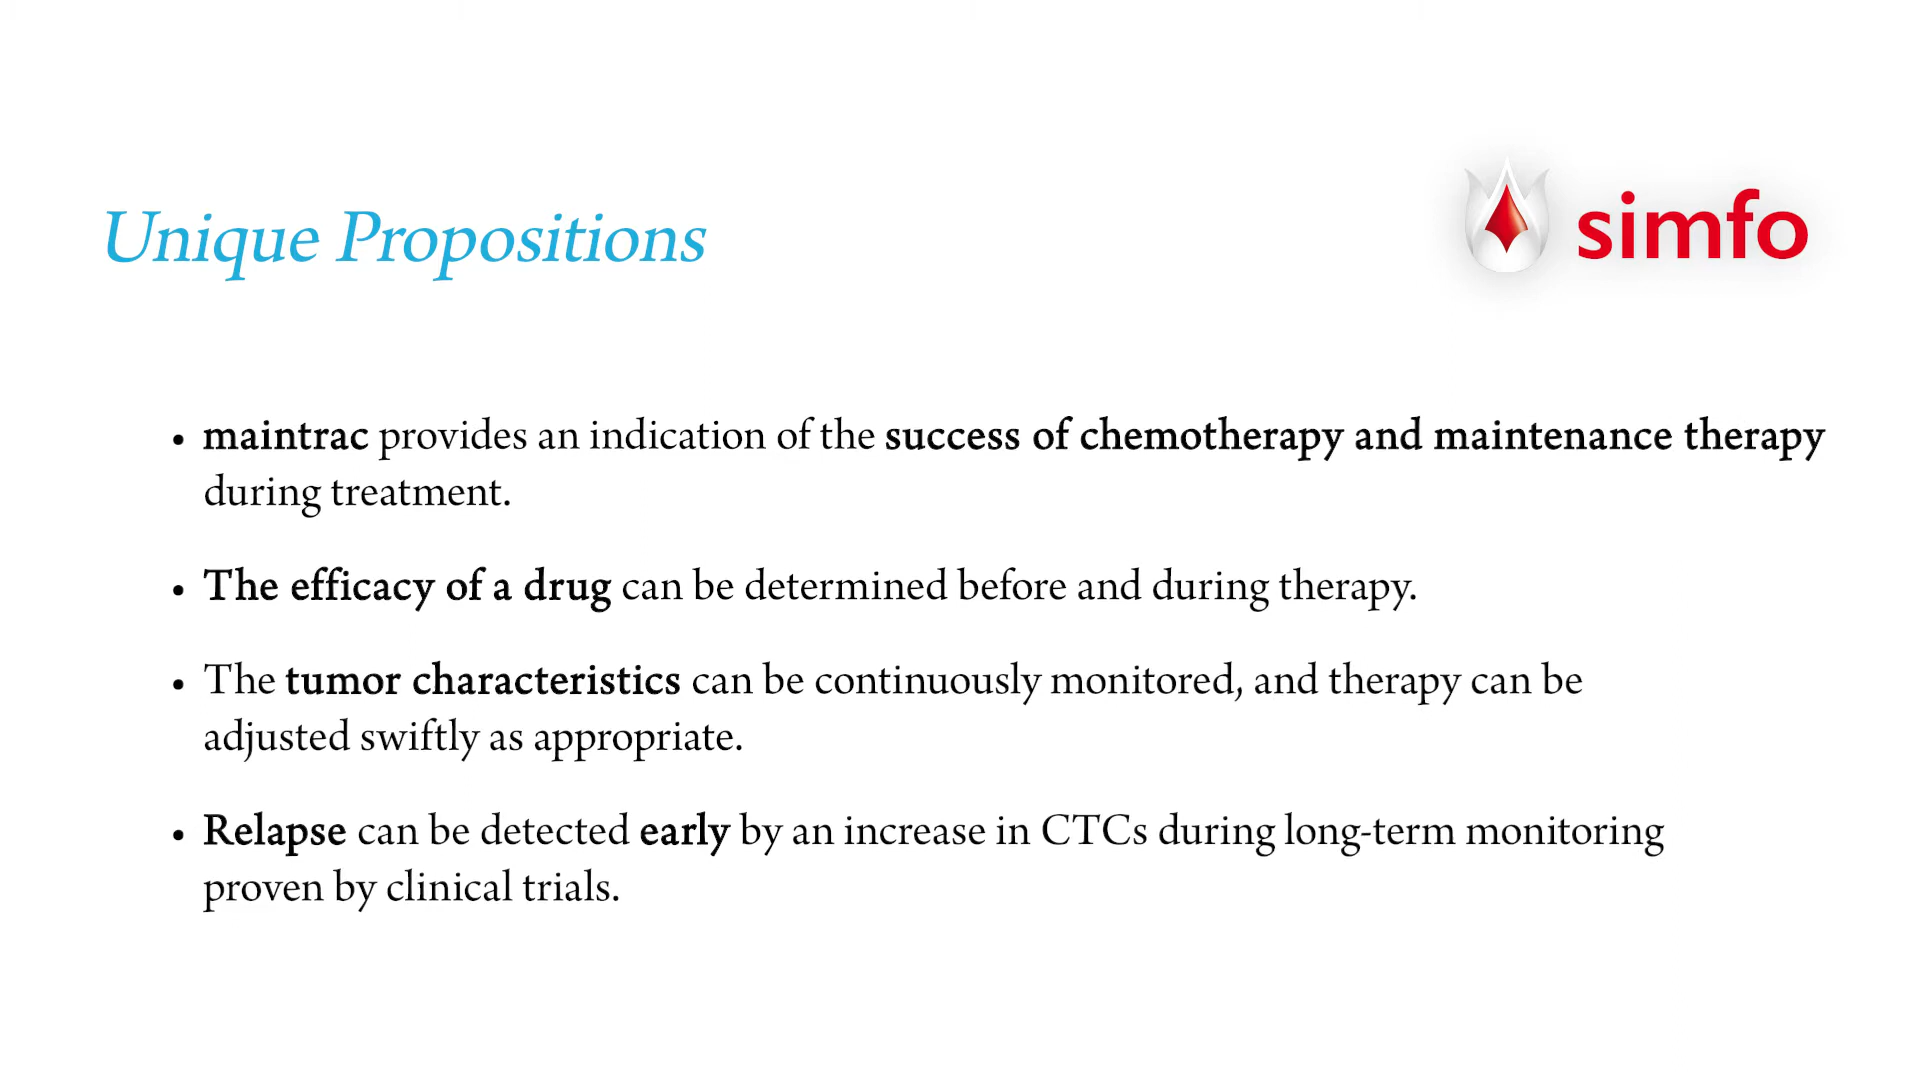 Unique Propositions
simfo
• maintrac provides an indication of the success of chemotherapy and maintenance therapy
during treatment.
• The efficacy of a drug can be determined before and during therapy.
• The tumor characteristics can be continuously monitored, and therapy can be
adjusted swiftly as appropriate.
• Relapse can be detected early by an increase in CTCs during long-term monitoring
proven by clinical trials.